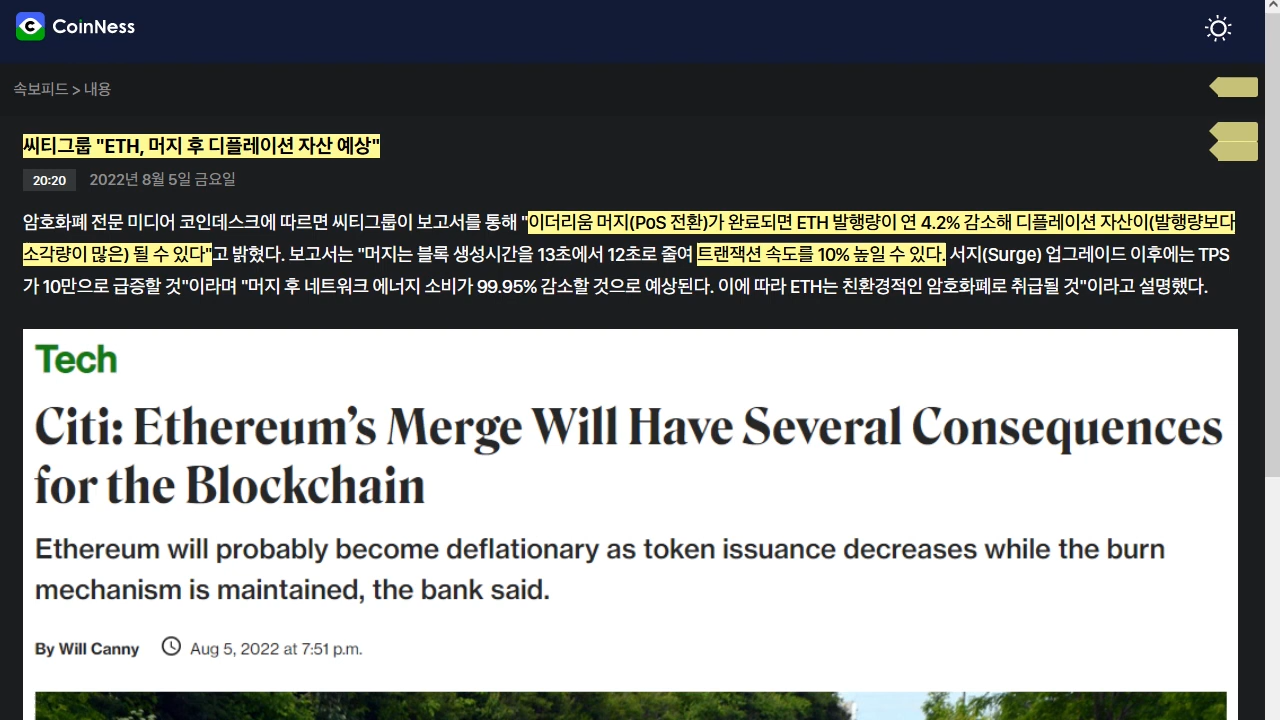 CoinNess
속보피드 > 내용
씨티그룹 "ETH, 머지 후 디플레이션 자산 예상"
20:20 2022년 8월 5일 금요일
암호화폐 전문 미디어 코인데스크에 따르면 씨티그룹이 보고서를 통해 "이더리움 머지(PoS 전환)가 완료되면 ETH 발행량이 연 4.2% 감소해 디플레이션 자산이(발행량보다
소각량이 많은) 될 수 있다"고 밝혔다. 보고서는 "머지는 블록 생성시간을 13초에서 12초로 줄여 트랜잭션 속도를 10% 높일 수 있다. 서지(Surge) 업그레이드 이후에는 TPS
가 10만으로 급증할 것"이라며 "머지 후 네트워크 에너지 소비가 99.95% 감소할 것으로 예상된다. 이에 따라 ETH는 친환경적인 암호화폐로 취급될 것"이라고 설명했다.
Tech
Citi: Ethereum’s Merge Will Have Several Consequences
for the Blockchain
Ethereum will probably become deflationary as token issuance decreases while the burn
mechanism is maintained, the bank said.
By Will Canny Aug 5, 2022 at 7:51 p.m.